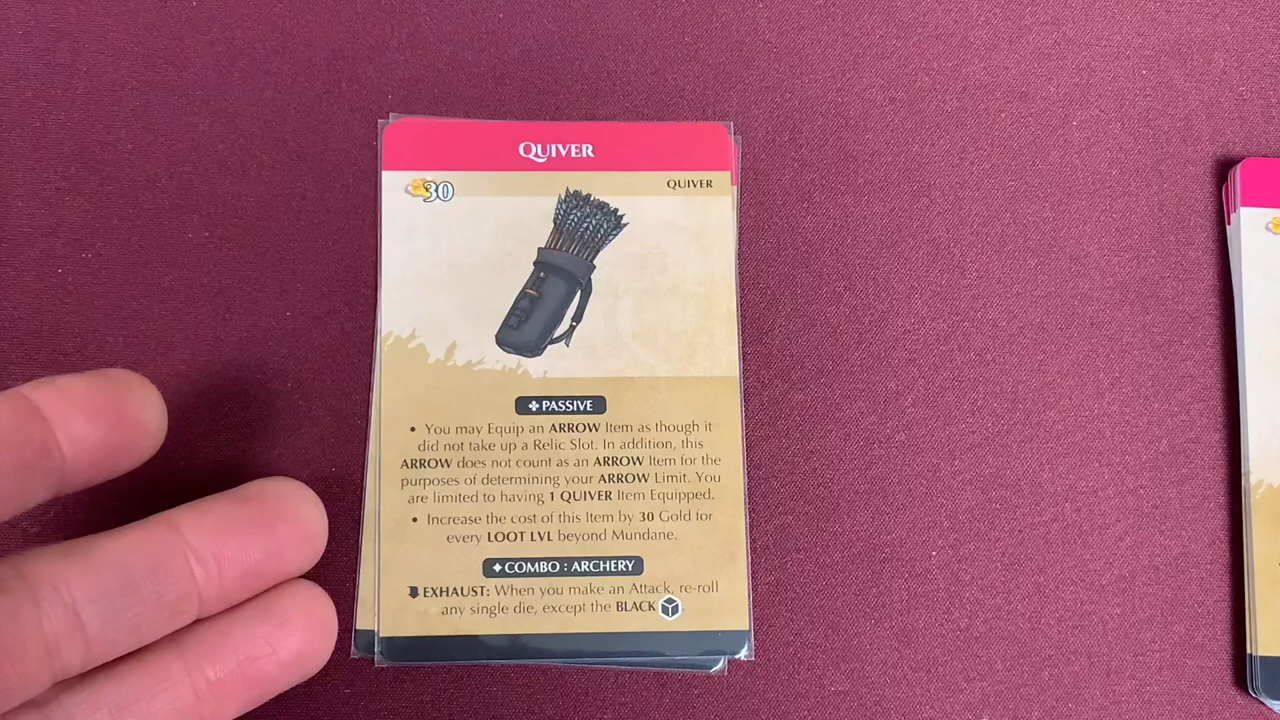 QUIVER
30
QUIVER
PASSIVE
• You may Equip an ARROW Item as though it
did not take up a Relic Slot. In addition, this
ARROW does not count as an ARROW Item for the
purposes of determining your ARROW Limit. You
are limited to having 1 QUIVER Item Equipped.
• Increase the cost of this Item by 30 Gold for
every LOOT LVL beyond Mundane.
COMBO : ARCHERY
EXHAUST: When you make an Attack, re-roll
any single die, except the BLACK